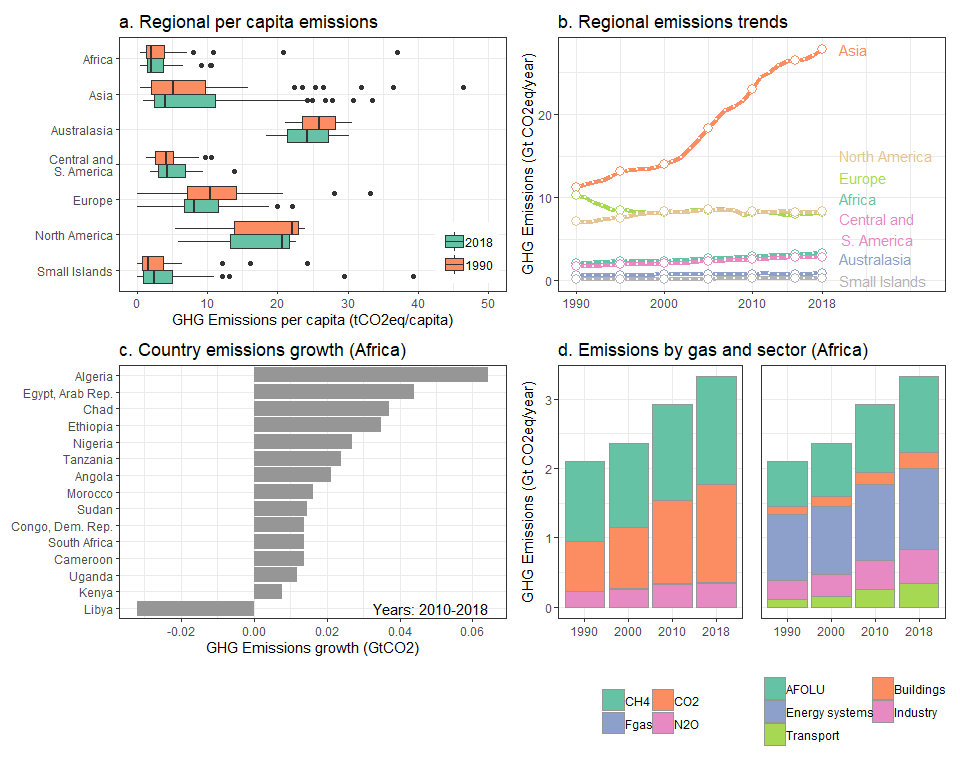 a. Regional per capita emissions
Africa
Asia
Australasia
Central and
S. America
Europe
North America
Small Islands
2018
1990
0
10
20
30
40
50
GHG Emissions per capita (tCO2eq/capita)
b. Regional emissions trends
GHG Emissions (Gt CO2eq/year)
20
10
0
Asia
North America
Europe
Africa
Central and
S. America
Australasia
Small Islands
1990
2000
2010
2018
c. Country emissions growth (Africa)
Algeria
Egypt, Arab Rep.
Chad
Ethiopia
Nigeria
Tanzania
Angola
Morocco
Sudan
Congo, Dem. Rep.
South Africa
Cameroon
Uganda
Kenya
Libya
Years: 2010-2018
-0.02
0.00
0.02
0.04
0.06
GHG Emissions growth (GtCO2)
d. Emissions by gas and sector (Africa)
GHG Emissions (Gt CO2eq/year)
3
2
1
0
1990
2000
2010
2018
1990
2000
2010
2018
CH4
CO2
Fgas
N2O
AFOLU
Buildings
Energy systems
Industry
Transport